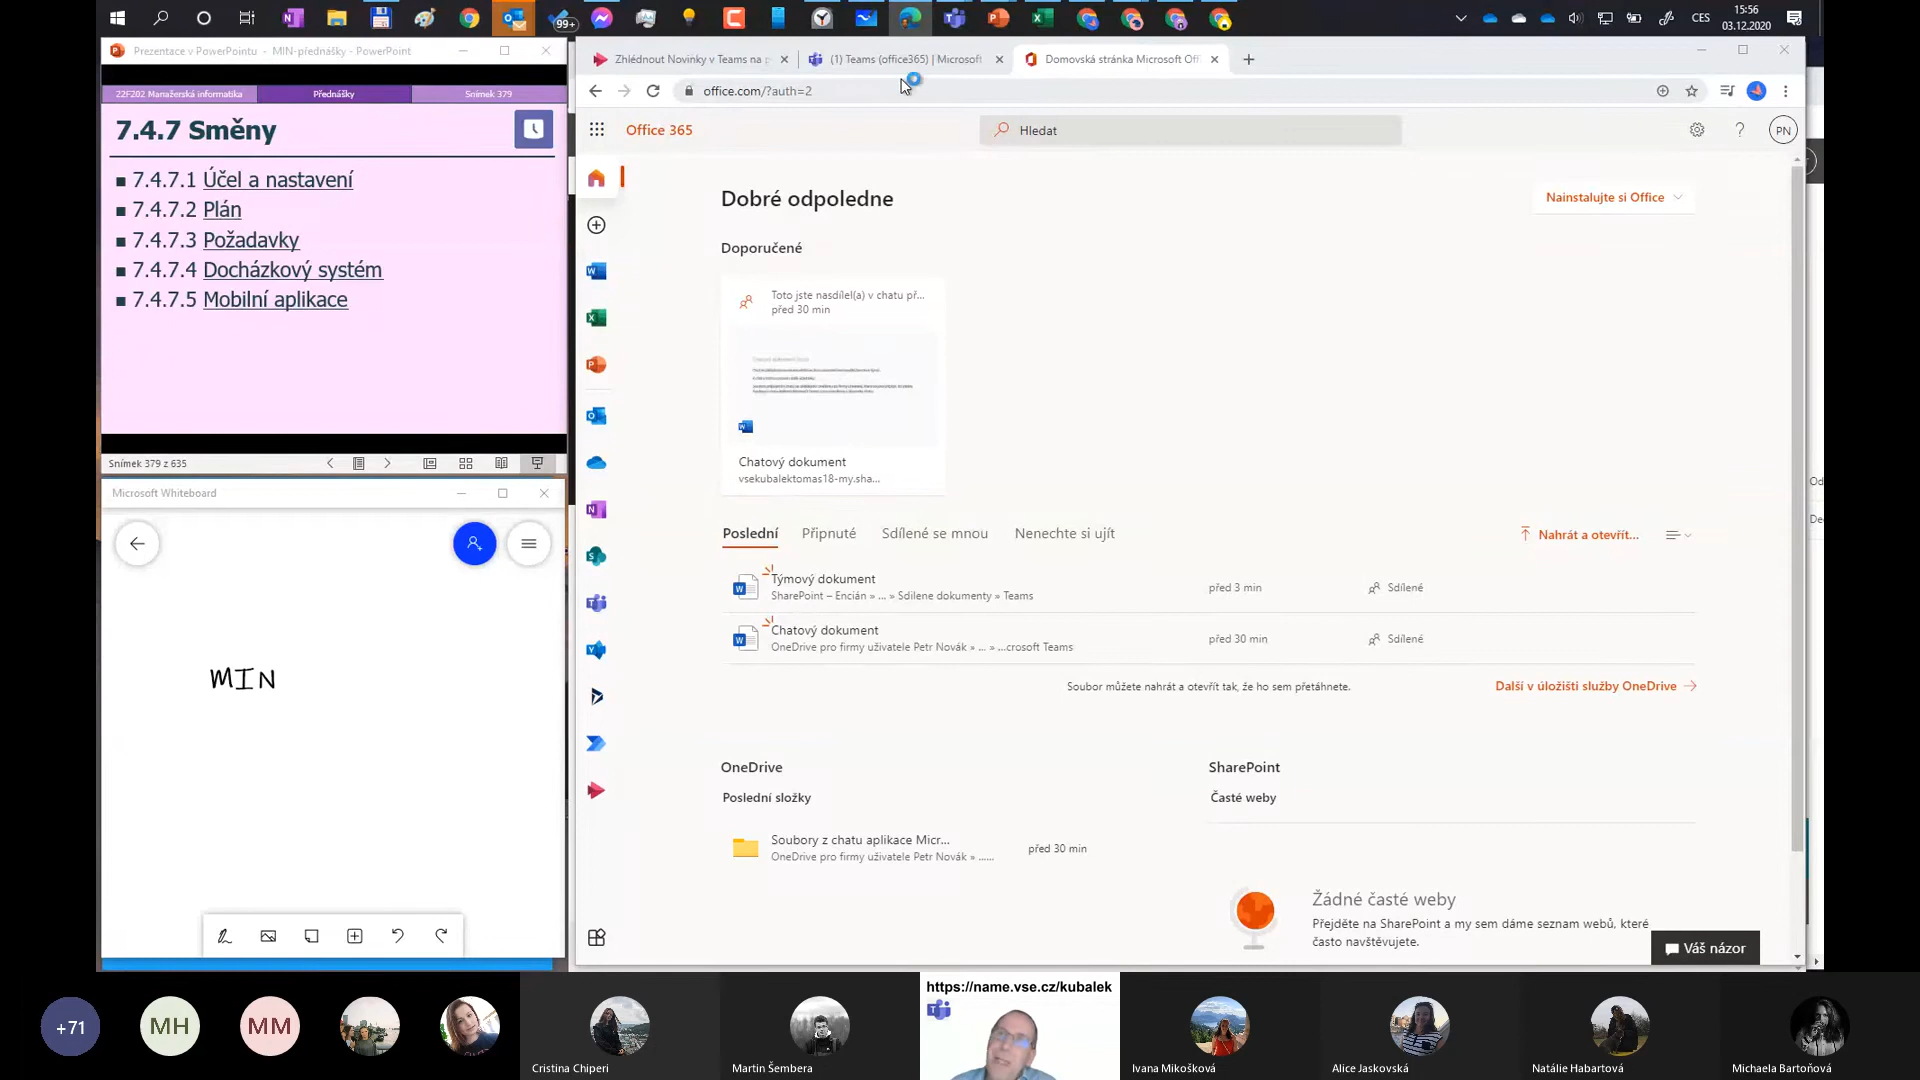 99+
CES
15:56
03.12.2020
Prezentace v PowerPointu - MIN-přednášky - PowerPoint
22F202 Manažerská informatika
Přednášky
Snímek 379
7.4.7 Směny
7.4.7.1 Účel a nastavení
7.4.7.2 Plán
7.4.7.3 Požadavky
7.4.7.4 Docházkový systém
7.4.7.5 Mobilní aplikace
Snímek 379 z 635
Microsoft Whiteboard
MIN
Zhlédnout Novinky v Teams na p
(1) Teams (office365) | Microsoft
Domovská stránka Microsoft Off
office.com/?auth=2
Office 365
Hledat
PN
Dobré odpoledne
Nainstalujte si Office
Doporučené
Toto jste nasdílel(a) v chatu př...
před 30 min
Chatový dokument
vsekubalektomas18-my.sha...
Poslední
Připnuté
Sdílené se mnou
Nenechte si ujít
Nahrát a otevřít...
Týmový dokument
SharePoint – Encián » ... » Sdilene dokumenty » Teams
před 3 min
Sdílené
Chatový dokument
OneDrive pro firmy uživatele Petr Novák » ... » ...crosoft Teams
před 30 min
Sdílené
Soubor můžete nahrát a otevřít tak, že ho sem přetáhnete.
Další v úložišti služby OneDrive
OneDrive
Poslední složky
Soubory z chatu aplikace Micr...
OneDrive pro firmy uživatele Petr Novák » ......
před 30 min
SharePoint
Časté weby
Žádné časté weby
Přejděte na SharePoint a my sem dáme seznam webů, které
často navštěvujete.
Váš názor
Od
De
+71
MH
MM
Cristina Chiperi
Martin Šembera
https://name.vse.cz/kubalek
Ivana Mikošková
Alice Jaskovská
Natálie Habartová
Michaela Bartoňová